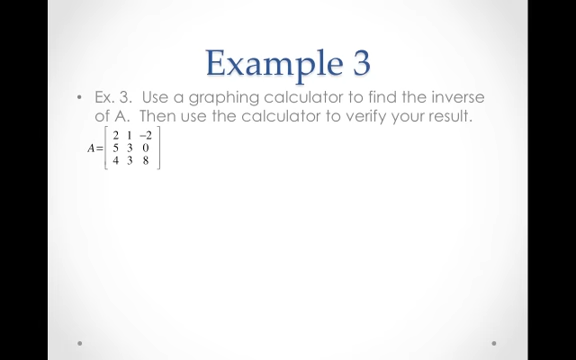 Example 3
• Ex. 3. Use a graphing calculator to find the inverse
of A. Then use the calculator to verify your result.
2 1 −2
A= 5 3 0
4 3 8